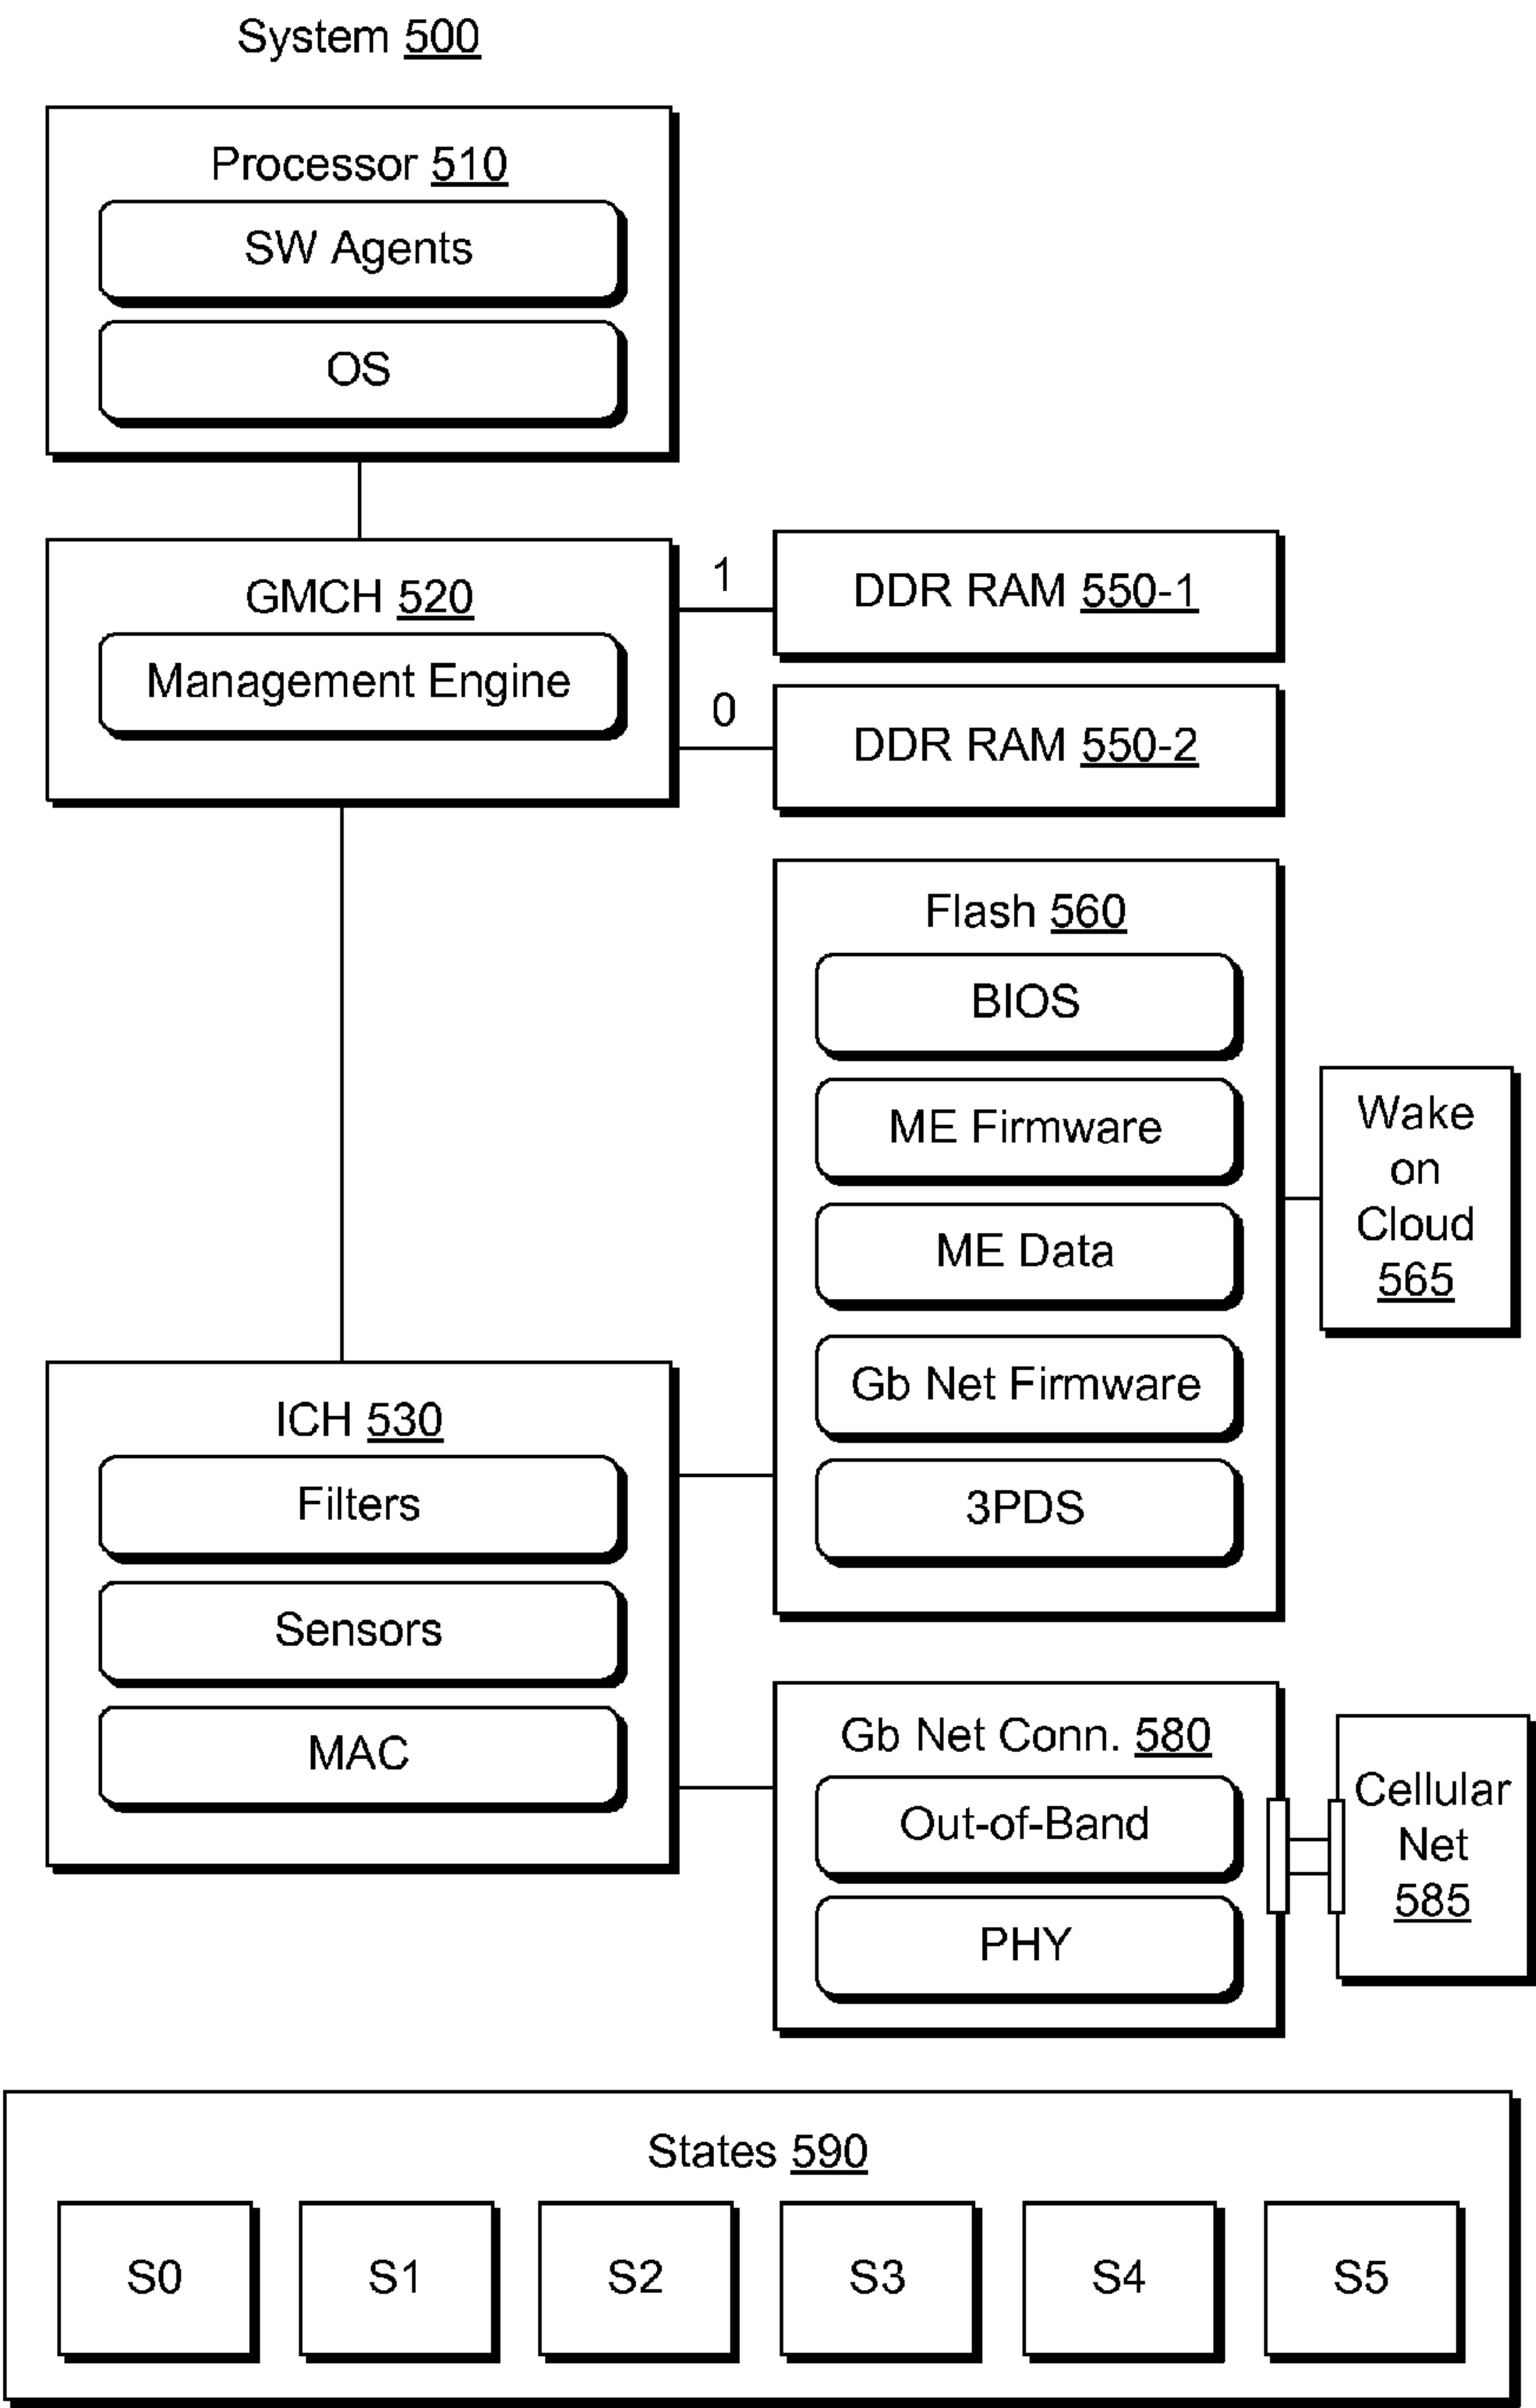 System 500
Processor 510
SW Agents
OS
GMCH 520
Management Engine
1
DDR RAM 550-1
0
DDR RAM 550-2
Flash 560
BIOS
ME Firmware
ME Data
Gb Net Firmware
3PDS
Wake
on
Cloud
565
ICH 530
Filters
Sensors
MAC
Gb Net Conn. 580
Out-of-Band
PHY
Cellular
Net
585
States 590
S0
S1
S2
S3
S4
S5